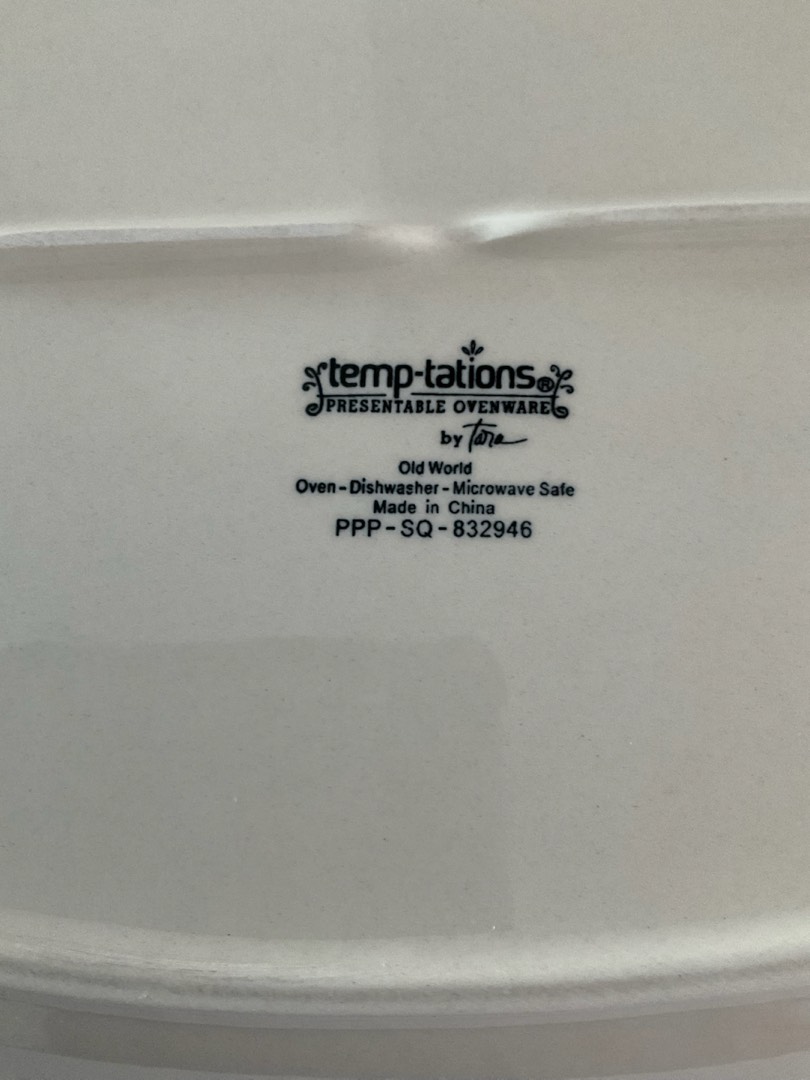 temp-tations®
PRESENTABLE OVENWARE
by Tara
Old World
Oven-Dishwasher-Microwave Safe
Made in China
PPP-SQ-832946